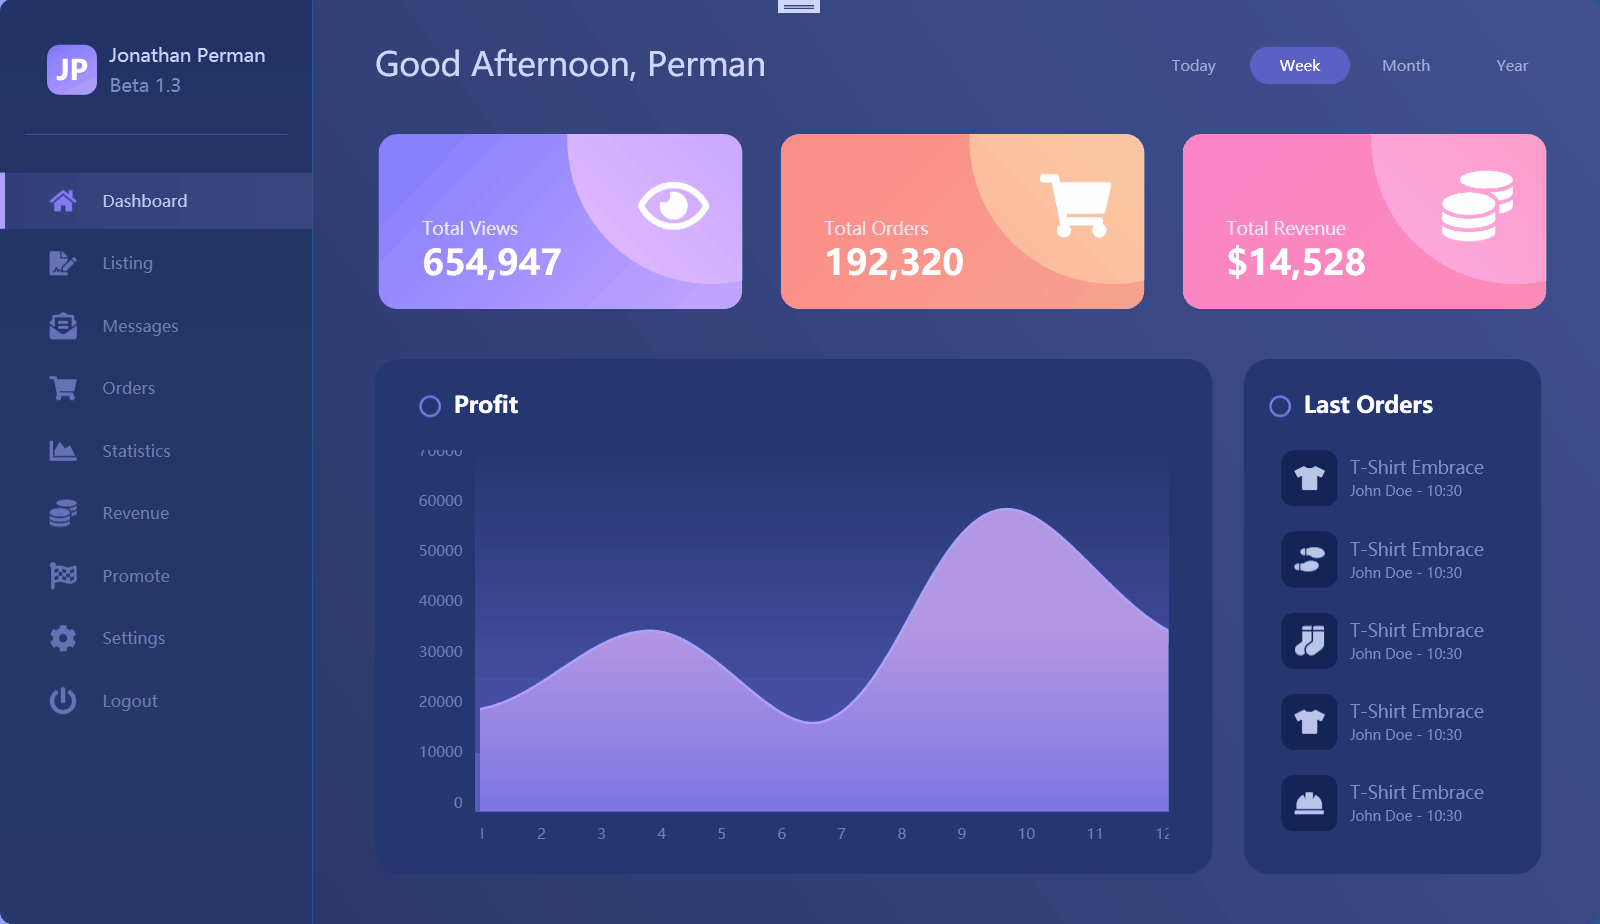 JP
Jonathan Perman
Beta 1.3
Dashboard
Listing
Messages
Orders
Statistics
Revenue
Promote
Settings
Logout
Good Afternoon, Perman
Today
Week
Month
Year
Total Views
654,947
Total Orders
192,320
Total Revenue
$14,528
Profit
70000
60000
50000
40000
30000
20000
10000
0
1 2 3 4 5 6 7 8 9 10 11 12
Last Orders
T-Shirt Embrace
John Doe - 10:30
T-Shirt Embrace
John Doe - 10:30
T-Shirt Embrace
John Doe - 10:30
T-Shirt Embrace
John Doe - 10:30
T-Shirt Embrace
John Doe - 10:30